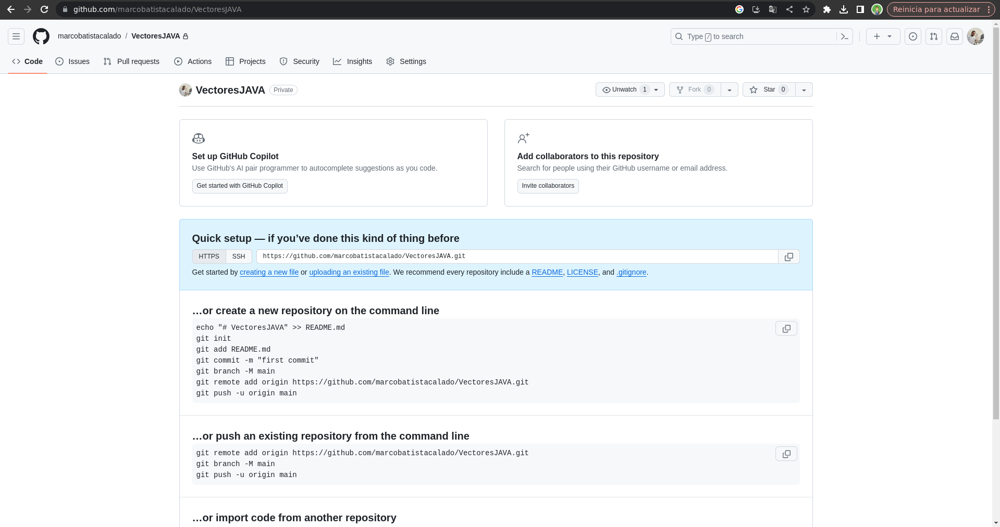 github.com/marcobatistacalado/VectoresJAVA
Reinicia para actualizar
marcobatistacalado / VectoresJAVA
Type / to search
Code Issues Pull requests Actions Projects Security Insights Settings
VectoresJAVA Private
Unwatch 1 Fork 0 Star 0
Set up GitHub Copilot
Use GitHub's AI pair programmer to autocomplete suggestions as you code.
Get started with GitHub Copilot
Add collaborators to this repository
Search for people using their GitHub username or email address.
Invite collaborators
Quick setup — if you’ve done this kind of thing before
HTTPS SSH https://github.com/marcobatistacalado/VectoresJAVA.git
Get started by creating a new file or uploading an existing file. We recommend every repository include a README, LICENSE, and .gitignore.
…or create a new repository on the command line
echo "# VectoresJAVA" >> README.md
git init
git add README.md
git commit -m "first commit"
git branch -M main
git remote add origin https://github.com/marcobatistacalado/VectoresJAVA.git
git push -u origin main
…or push an existing repository from the command line
git remote add origin https://github.com/marcobatistacalado/VectoresJAVA.git
git branch -M main
git push -u origin main
…or import code from another repository